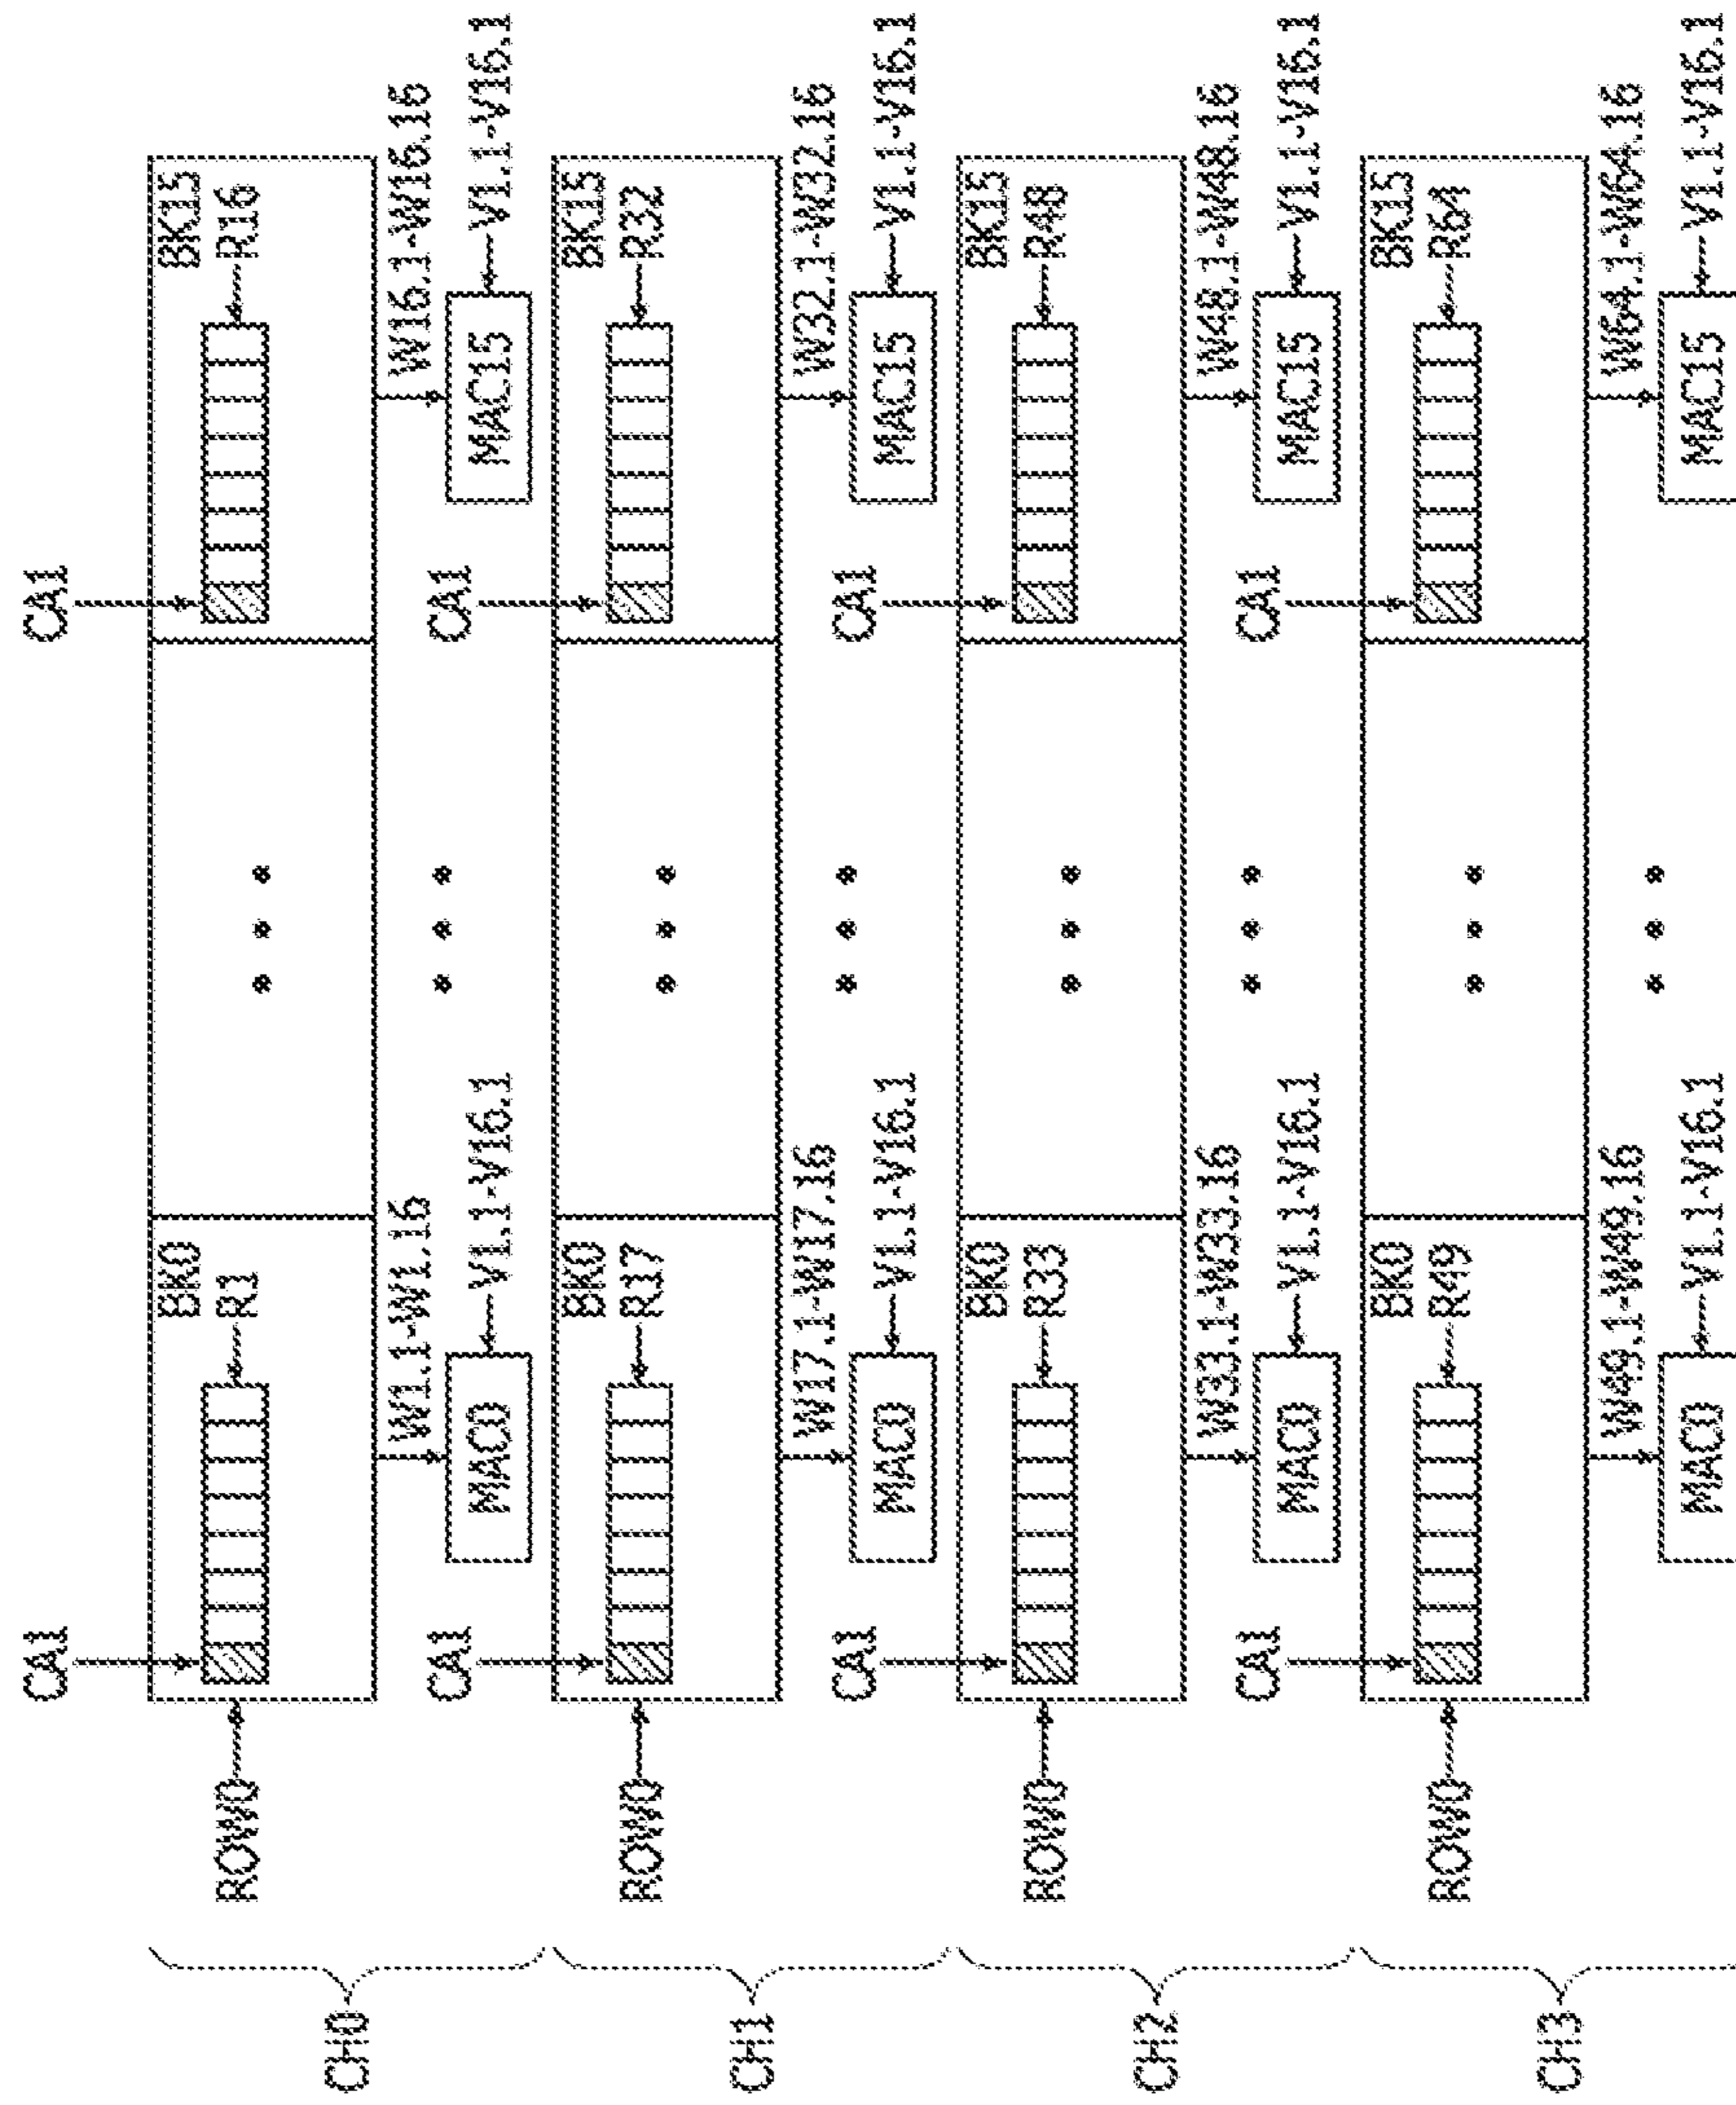 CA1 CA1
BK0 BK15
ROW0 R1 R16
CH0
W1.1-W1.16 W16.1-W16.16
MAC0 V1.1-V16.1 MAC15 V1.1-V16.1
CA1 CA1
BK0 BK15
ROW0 R17 R32
CH1
W17.1-W17.16 W32.1-W32.16
MAC0 V1.1-V16.1 MAC15 V1.1-V16.1
CA1 CA1
BK0 BK15
ROW0 R33 R48
CH2
W33.1-W33.16 W48.1-W48.16
MAC0 V1.1-V16.1 MAC15 V1.1-V16.1
CA1 CA1
BK0 BK15
ROW0 R49 R64
CH3
W49.1-W49.16 W64.1-W64.16
MAC0 V1.1-V16.1 MAC15 V1.1-V16.1